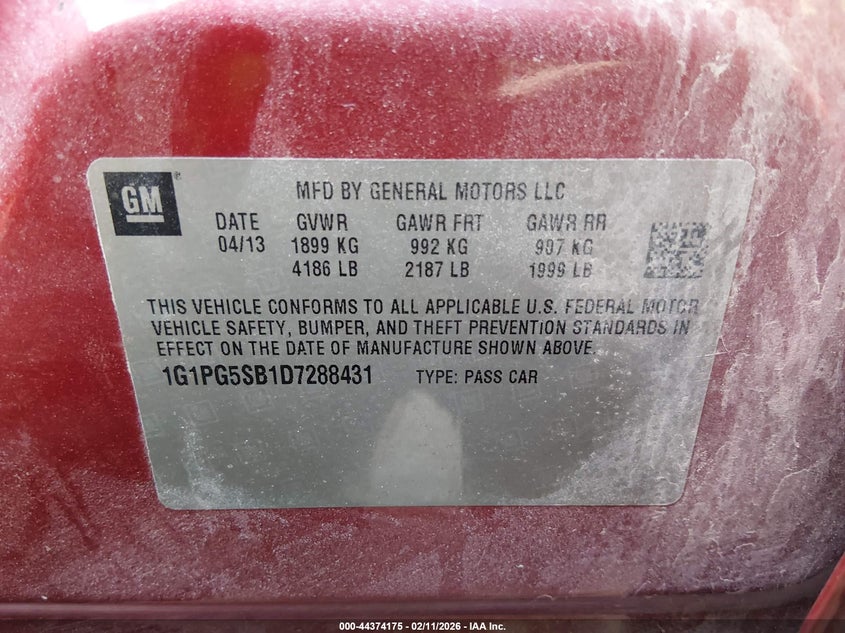 GM ®
MFD BY GENERAL MOTORS LLC
DATE GVWR GAWR FRT GAWR RR
04/13 1899 KG 992 KG 907 KG
4186 LB 2187 LB 1999 LB
THIS VEHICLE CONFORMS TO ALL APPLICABLE U.S. FEDERAL MOTOR
VEHICLE SAFETY, BUMPER, AND THEFT PREVENTION STANDARDS IN
EFFECT ON THE DATE OF MANUFACTURE SHOWN ABOVE.
1G1PG5SB1D7288431 TYPE: PASS CAR
000-44374175 — 02/11/2026 — IAA Inc.